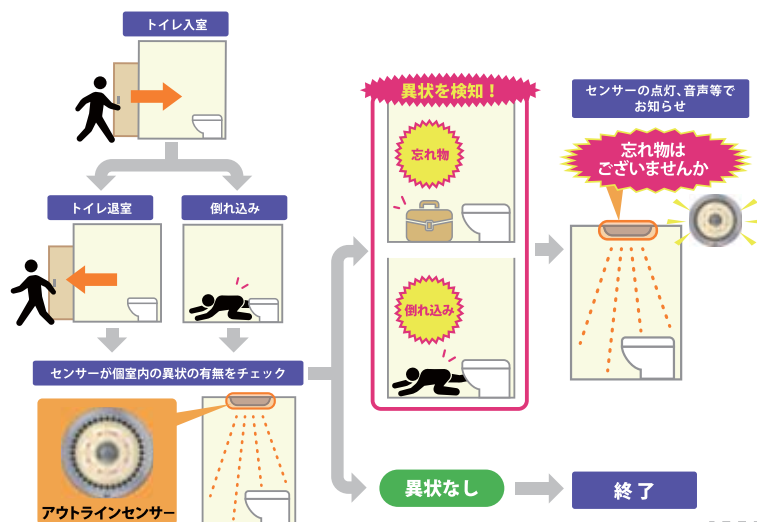 トイレ入室
トイレ退室
倒れ込み
センサーが個室内の異状の有無をチェック
アウトラインセンサー
異状を検知！
忘れ物
倒れ込み
センサーの点灯、音声等で
お知らせ
忘れ物は
ございませんか
異状なし
終了